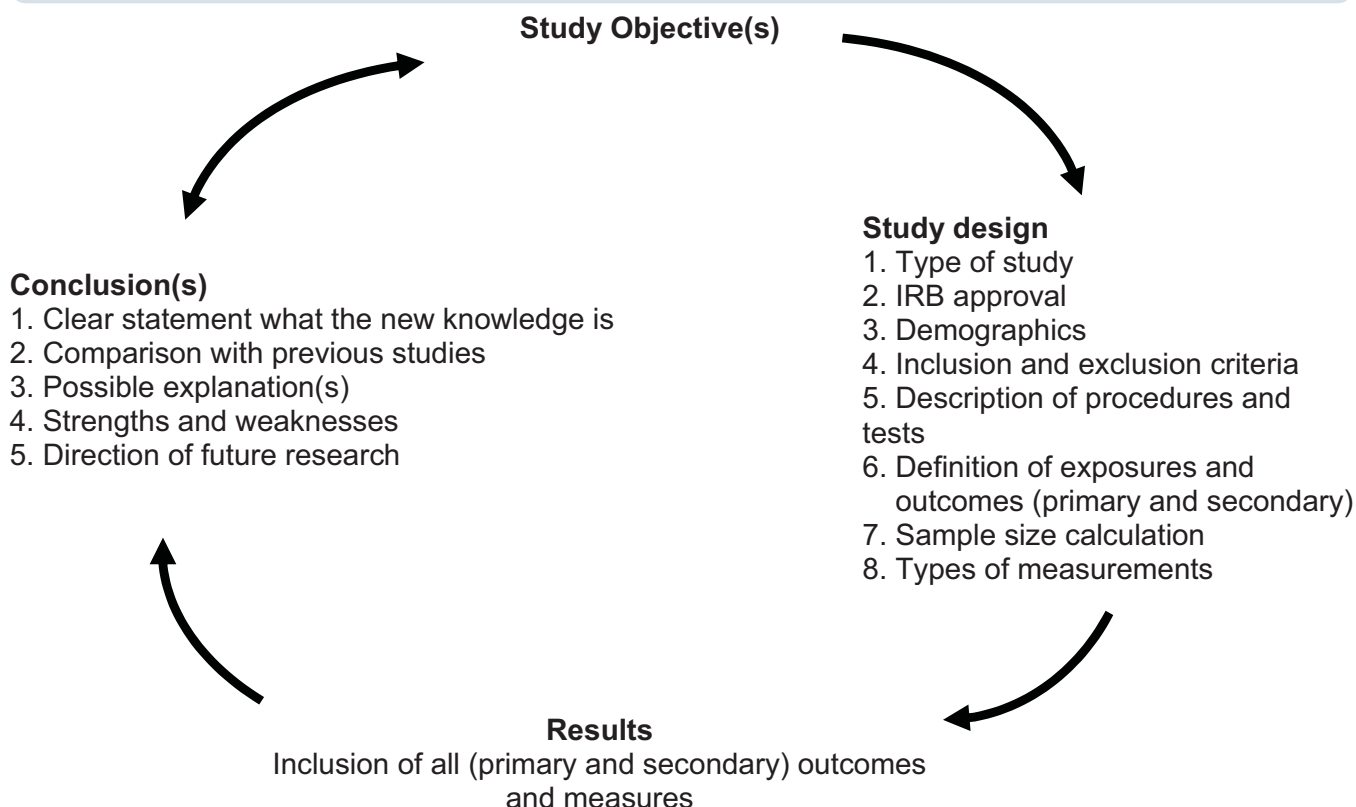 Study Objective(s)
Study design
1. Type of study
2. IRB approval
3. Demographics
4. Inclusion and exclusion criteria
5. Description of procedures and
tests
6. Definition of exposures and
outcomes (primary and secondary)
7. Sample size calculation
8. Types of measurements
Results
Inclusion of all (primary and secondary) outcomes
and measures
Conclusion(s)
1. Clear statement what the new knowledge is
2. Comparison with previous studies
3. Possible explanation(s)
4. Strengths and weaknesses
5. Direction of future research